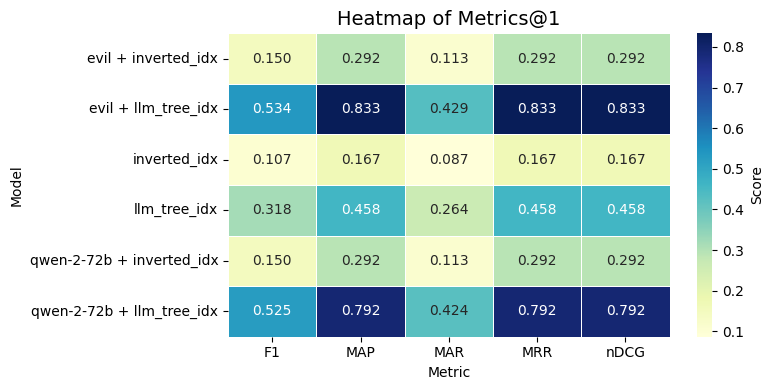 Heatmap of Metrics@1
Model
evil + inverted_idx 0.150 0.292 0.113 0.292 0.292
evil + llm_tree_idx 0.534 0.833 0.429 0.833 0.833
inverted_idx 0.107 0.167 0.087 0.167 0.167
llm_tree_idx 0.318 0.458 0.264 0.458 0.458
qwen-2-72b + inverted_idx 0.150 0.292 0.113 0.292 0.292
qwen-2-72b + llm_tree_idx 0.525 0.792 0.424 0.792 0.792
F1 MAP MAR MRR nDCG
Metric
0.8
0.7
0.6
0.5
0.4
0.3
0.2
0.1
Score